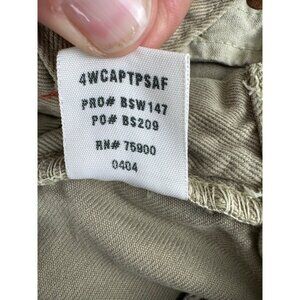 4WCAPTPSAF
PRO# BSW147
PO# BS209
RN# 75900
0404